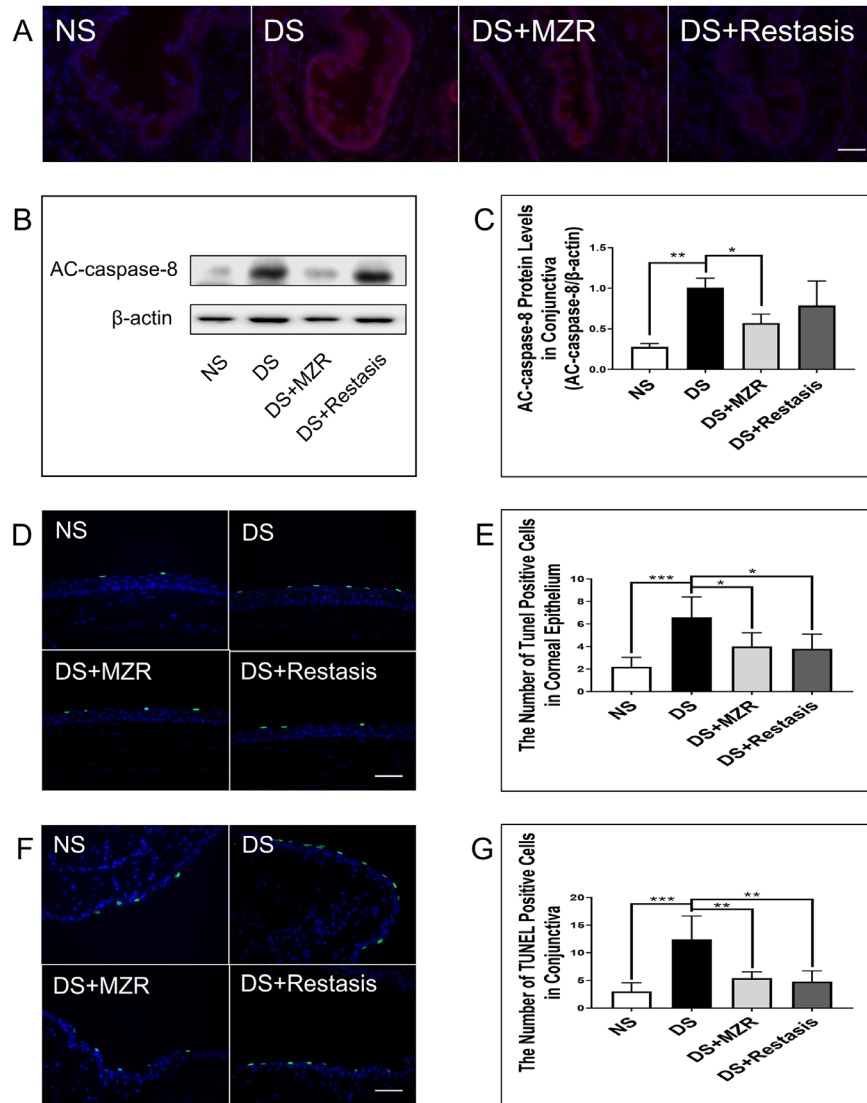 A
NS
DS
DS+MZR
DS+Restasis
B
AC-caspase-8
β-actin
NS
DS
DS+MZR
DS+Restasis
C
AC-caspase-8 Protein Levels
in Conjunctiva
(AC-caspase-8/β-actin)
1.5
1.0
0.5
0.0
**
*
NS
DS
DS+MZR
DS+Restasis
D
NS
DS
DS+MZR
DS+Restasis
E
The Number of Tunel Positive Cells
in Corneal Epithelium
10
8
6
4
2
0
***
*
*
NS
DS
DS+MZR
DS+Restasis
F
NS
DS
DS+MZR
DS+Restasis
G
The Number of TUNEL Positive Cells
in Conjunctiva
20
15
10
5
0
***
**
**
NS
DS
DS+MZR
DS+Restasis